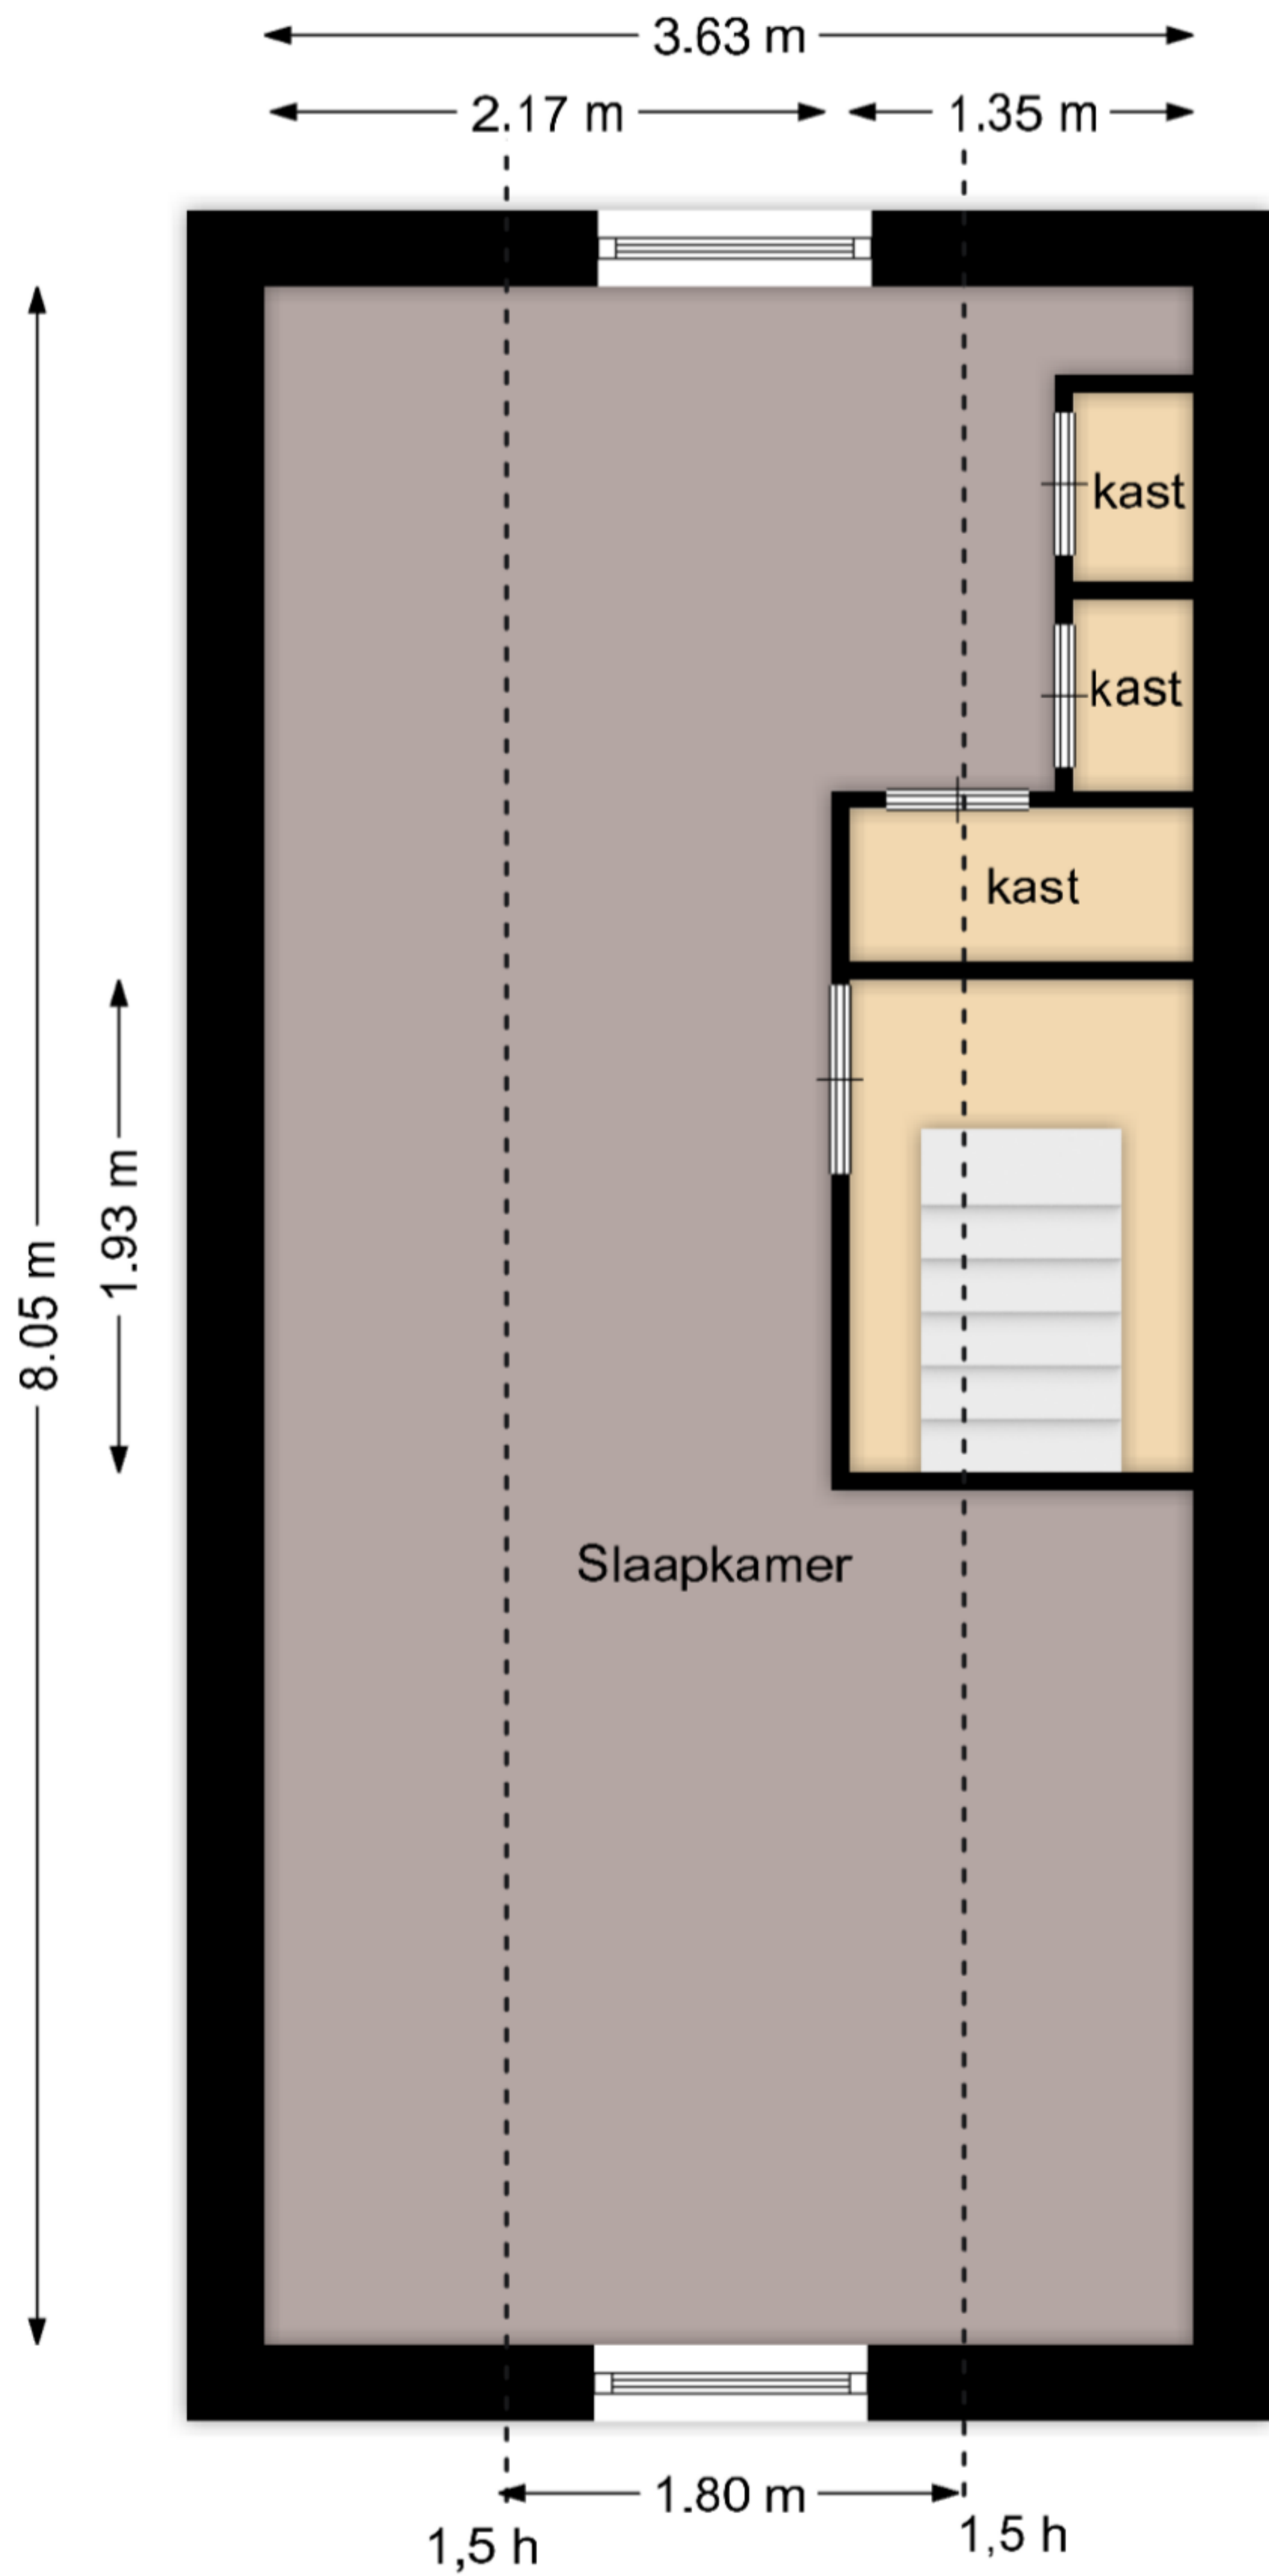 3.63 m
2.17 m
1.35 m
kast
kast
kast
1.93 m
8.05 m
Slaapkamer
1.80 m
1,5 h
1,5 h